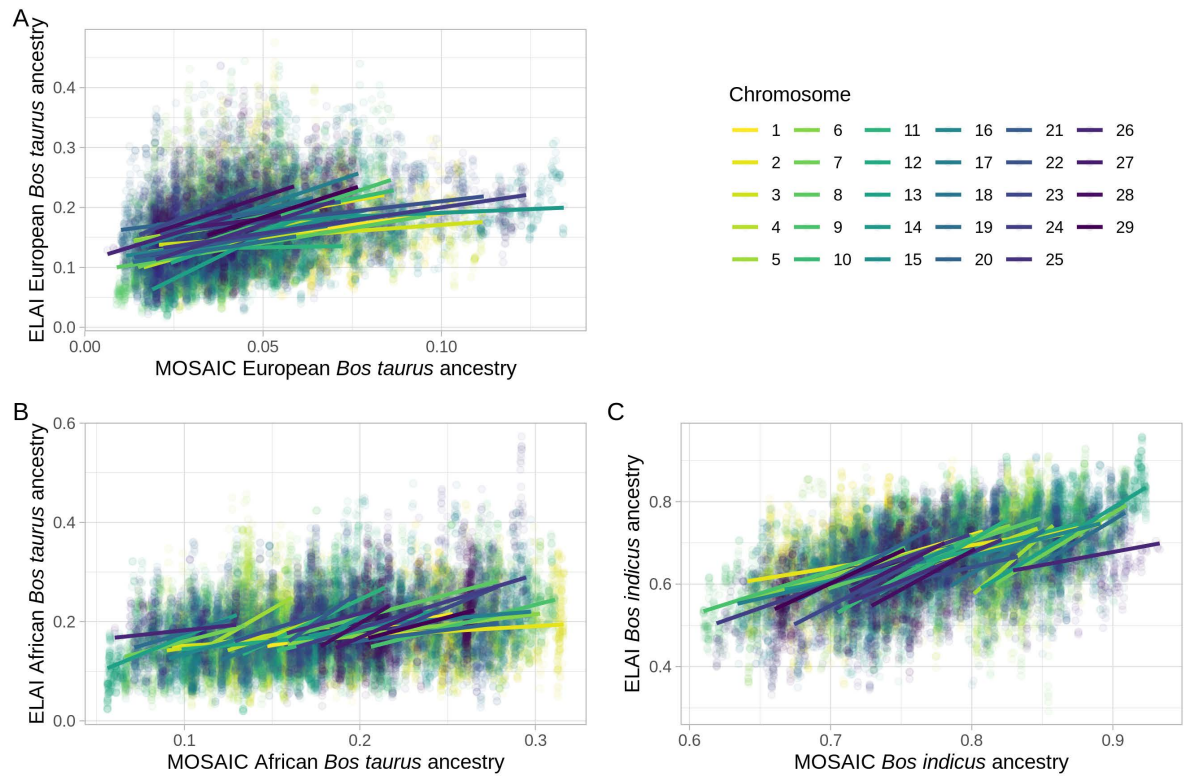 A
ELAI European Bos taurus ancestry
0.4
0.3
0.2
0.1
0.0
0.00 0.05 0.10
MOSAIC European Bos taurus ancestry
Chromosome
1 6 11 16 21 26
2 7 12 17 22 27
3 8 13 18 23 28
4 9 14 19 24 29
5 10 15 20 25
B
ELAI African Bos taurus ancestry
0.6
0.4
0.2
0.0
0.1 0.2 0.3
MOSAIC African Bos taurus ancestry
C
ELAI Bos indicus ancestry
0.8
0.6
0.4
0.6 0.7 0.8 0.9
MOSAIC Bos indicus ancestry